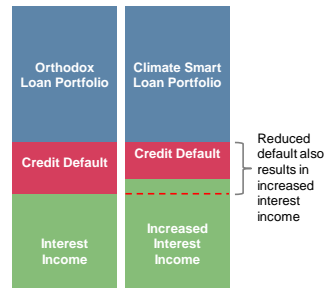 Orthodox
Loan Portfolio
Climate Smart
Loan Portfolio
Credit Default
Credit Default
Reduced
default also
results in
increased
interest
income
Interest
Income
Increased
Interest
Income